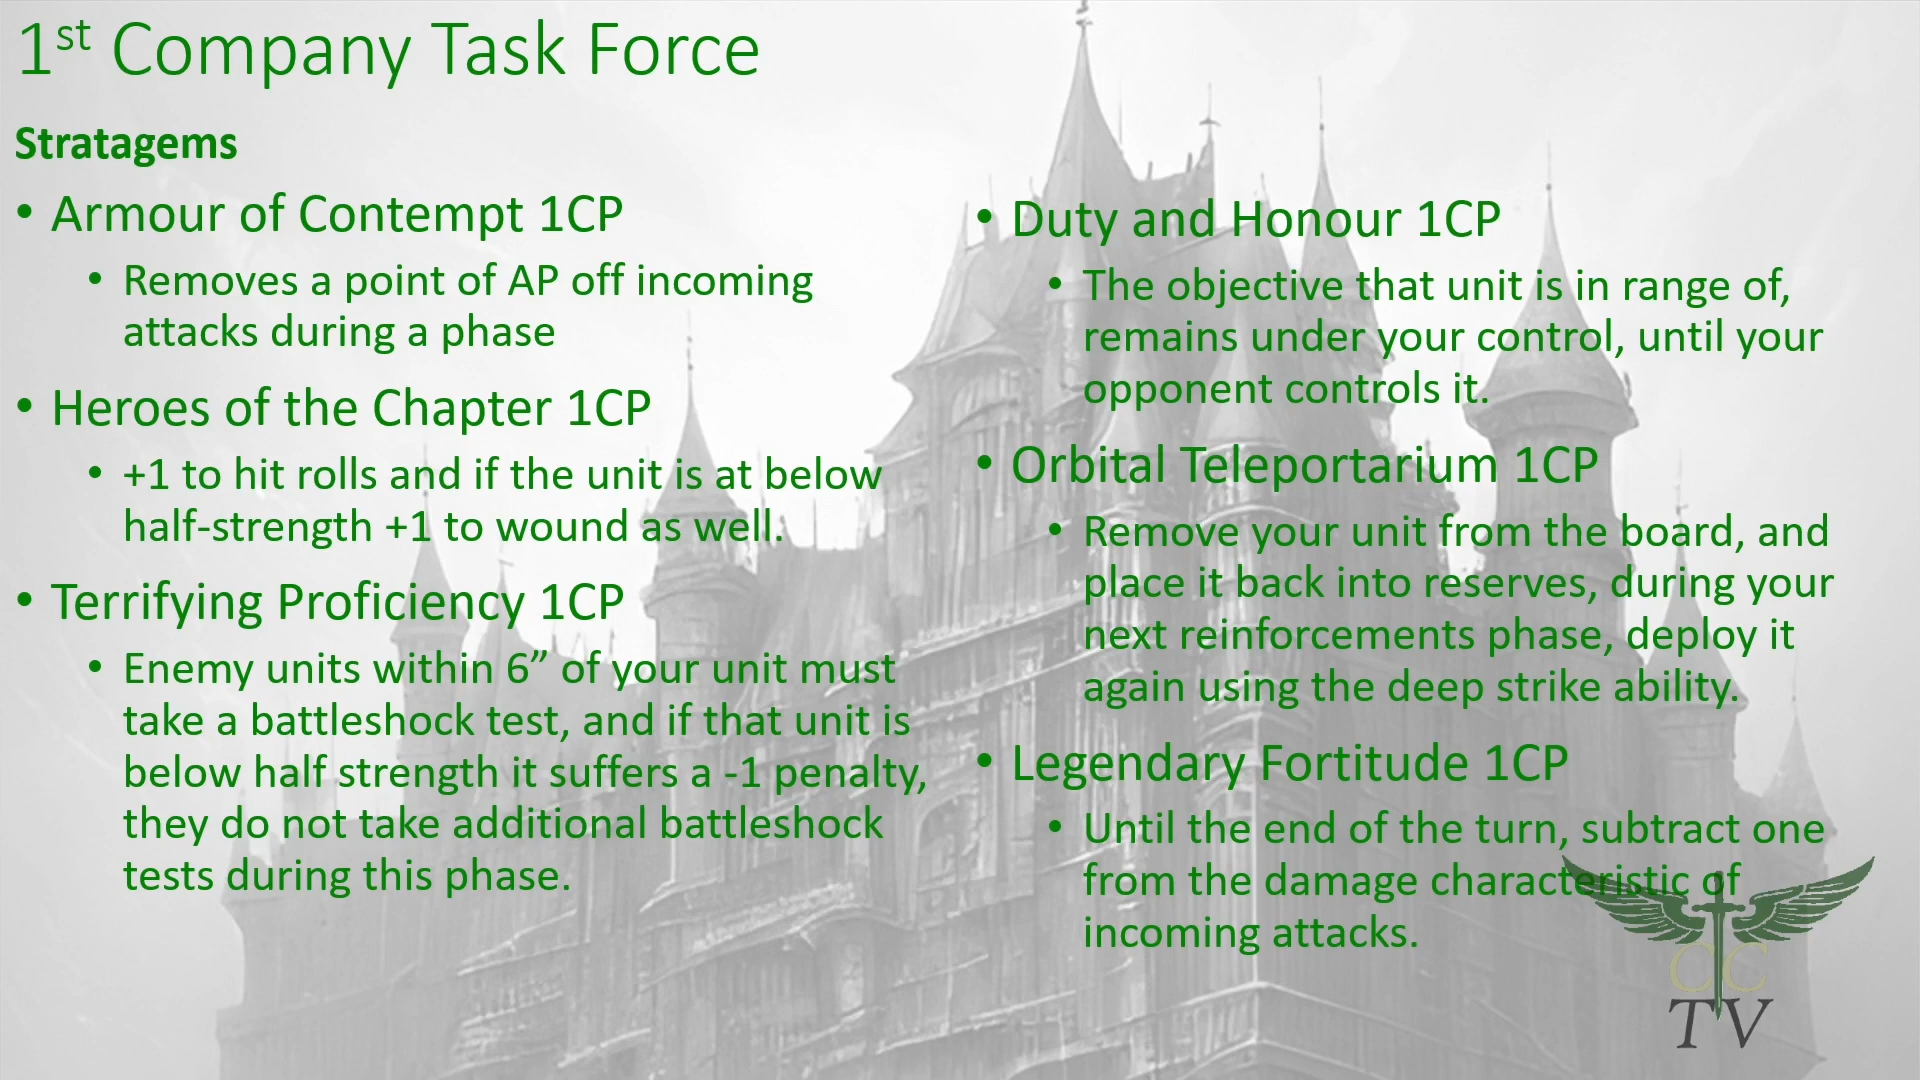 1st Company Task Force
Stratagems
• Armour of Contempt 1CP
• Removes a point of AP off incoming
attacks during a phase
• Heroes of the Chapter 1CP
• +1 to hit rolls and if the unit is at below
half-strength +1 to wound as well.
• Terrifying Proficiency 1CP
• Enemy units within 6” of your unit must
take a battleshock test, and if that unit is
below half strength it suffers a -1 penalty,
they do not take additional battleshock
tests during this phase.
• Duty and Honour 1CP
• The objective that unit is in range of,
remains under your control, until your
opponent controls it.
• Orbital Teleportarium 1CP
• Remove your unit from the board, and
place it back into reserves, during your
next reinforcements phase, deploy it
again using the deep strike ability.
• Legendary Fortitude 1CP
• Until the end of the turn, subtract one
from the damage characteristic of
incoming attacks.
CC
TV